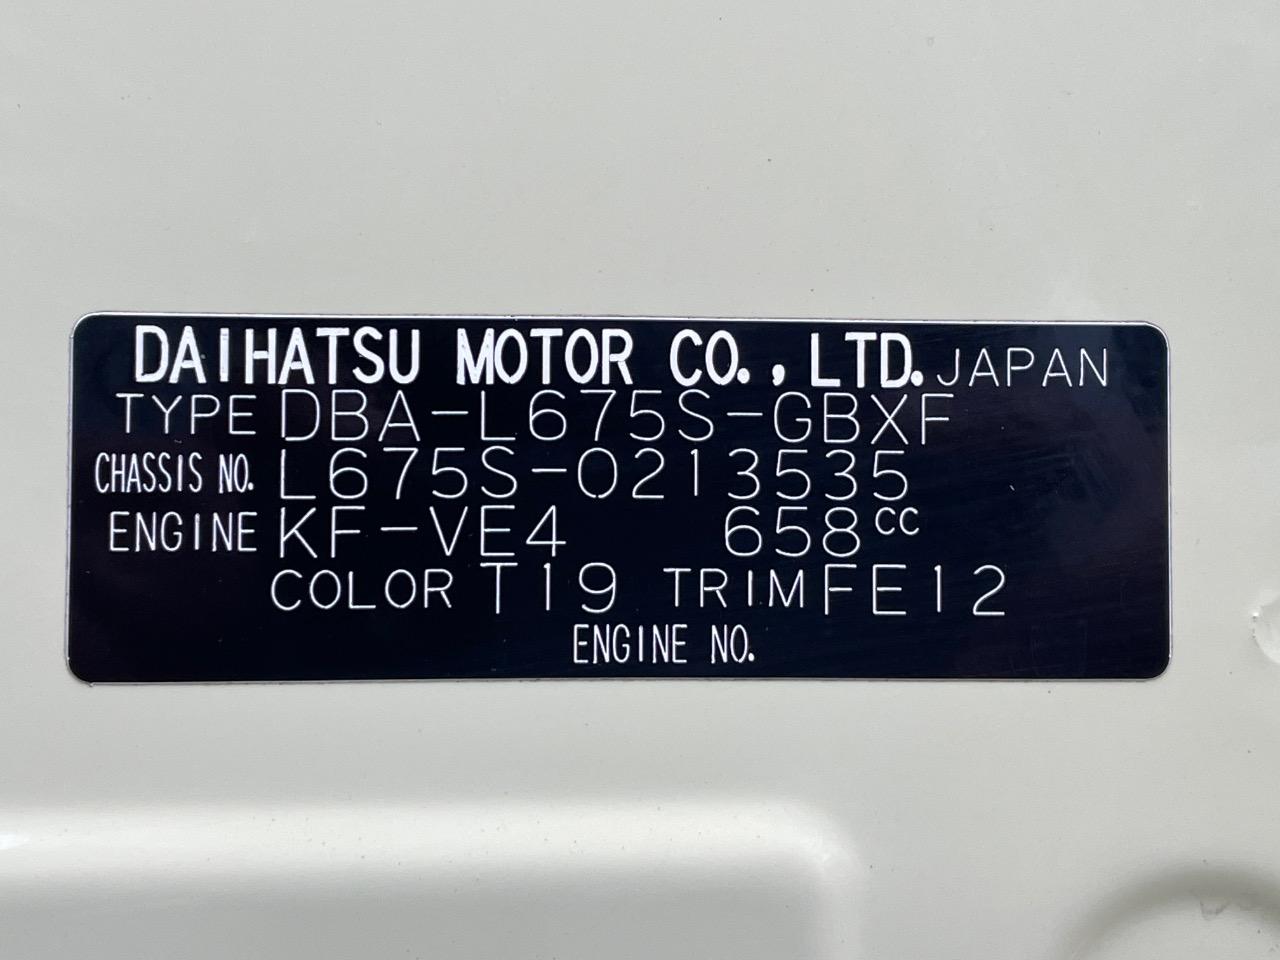 DAIHATSU MOTOR CO., LTD. JAPAN
TYPE DBA-L675S-GBXF
CHASSIS NO. L675S-0213535
ENGINE KF-VE4 658cc
COLOR T19 TRIM FE12
ENGINE NO.